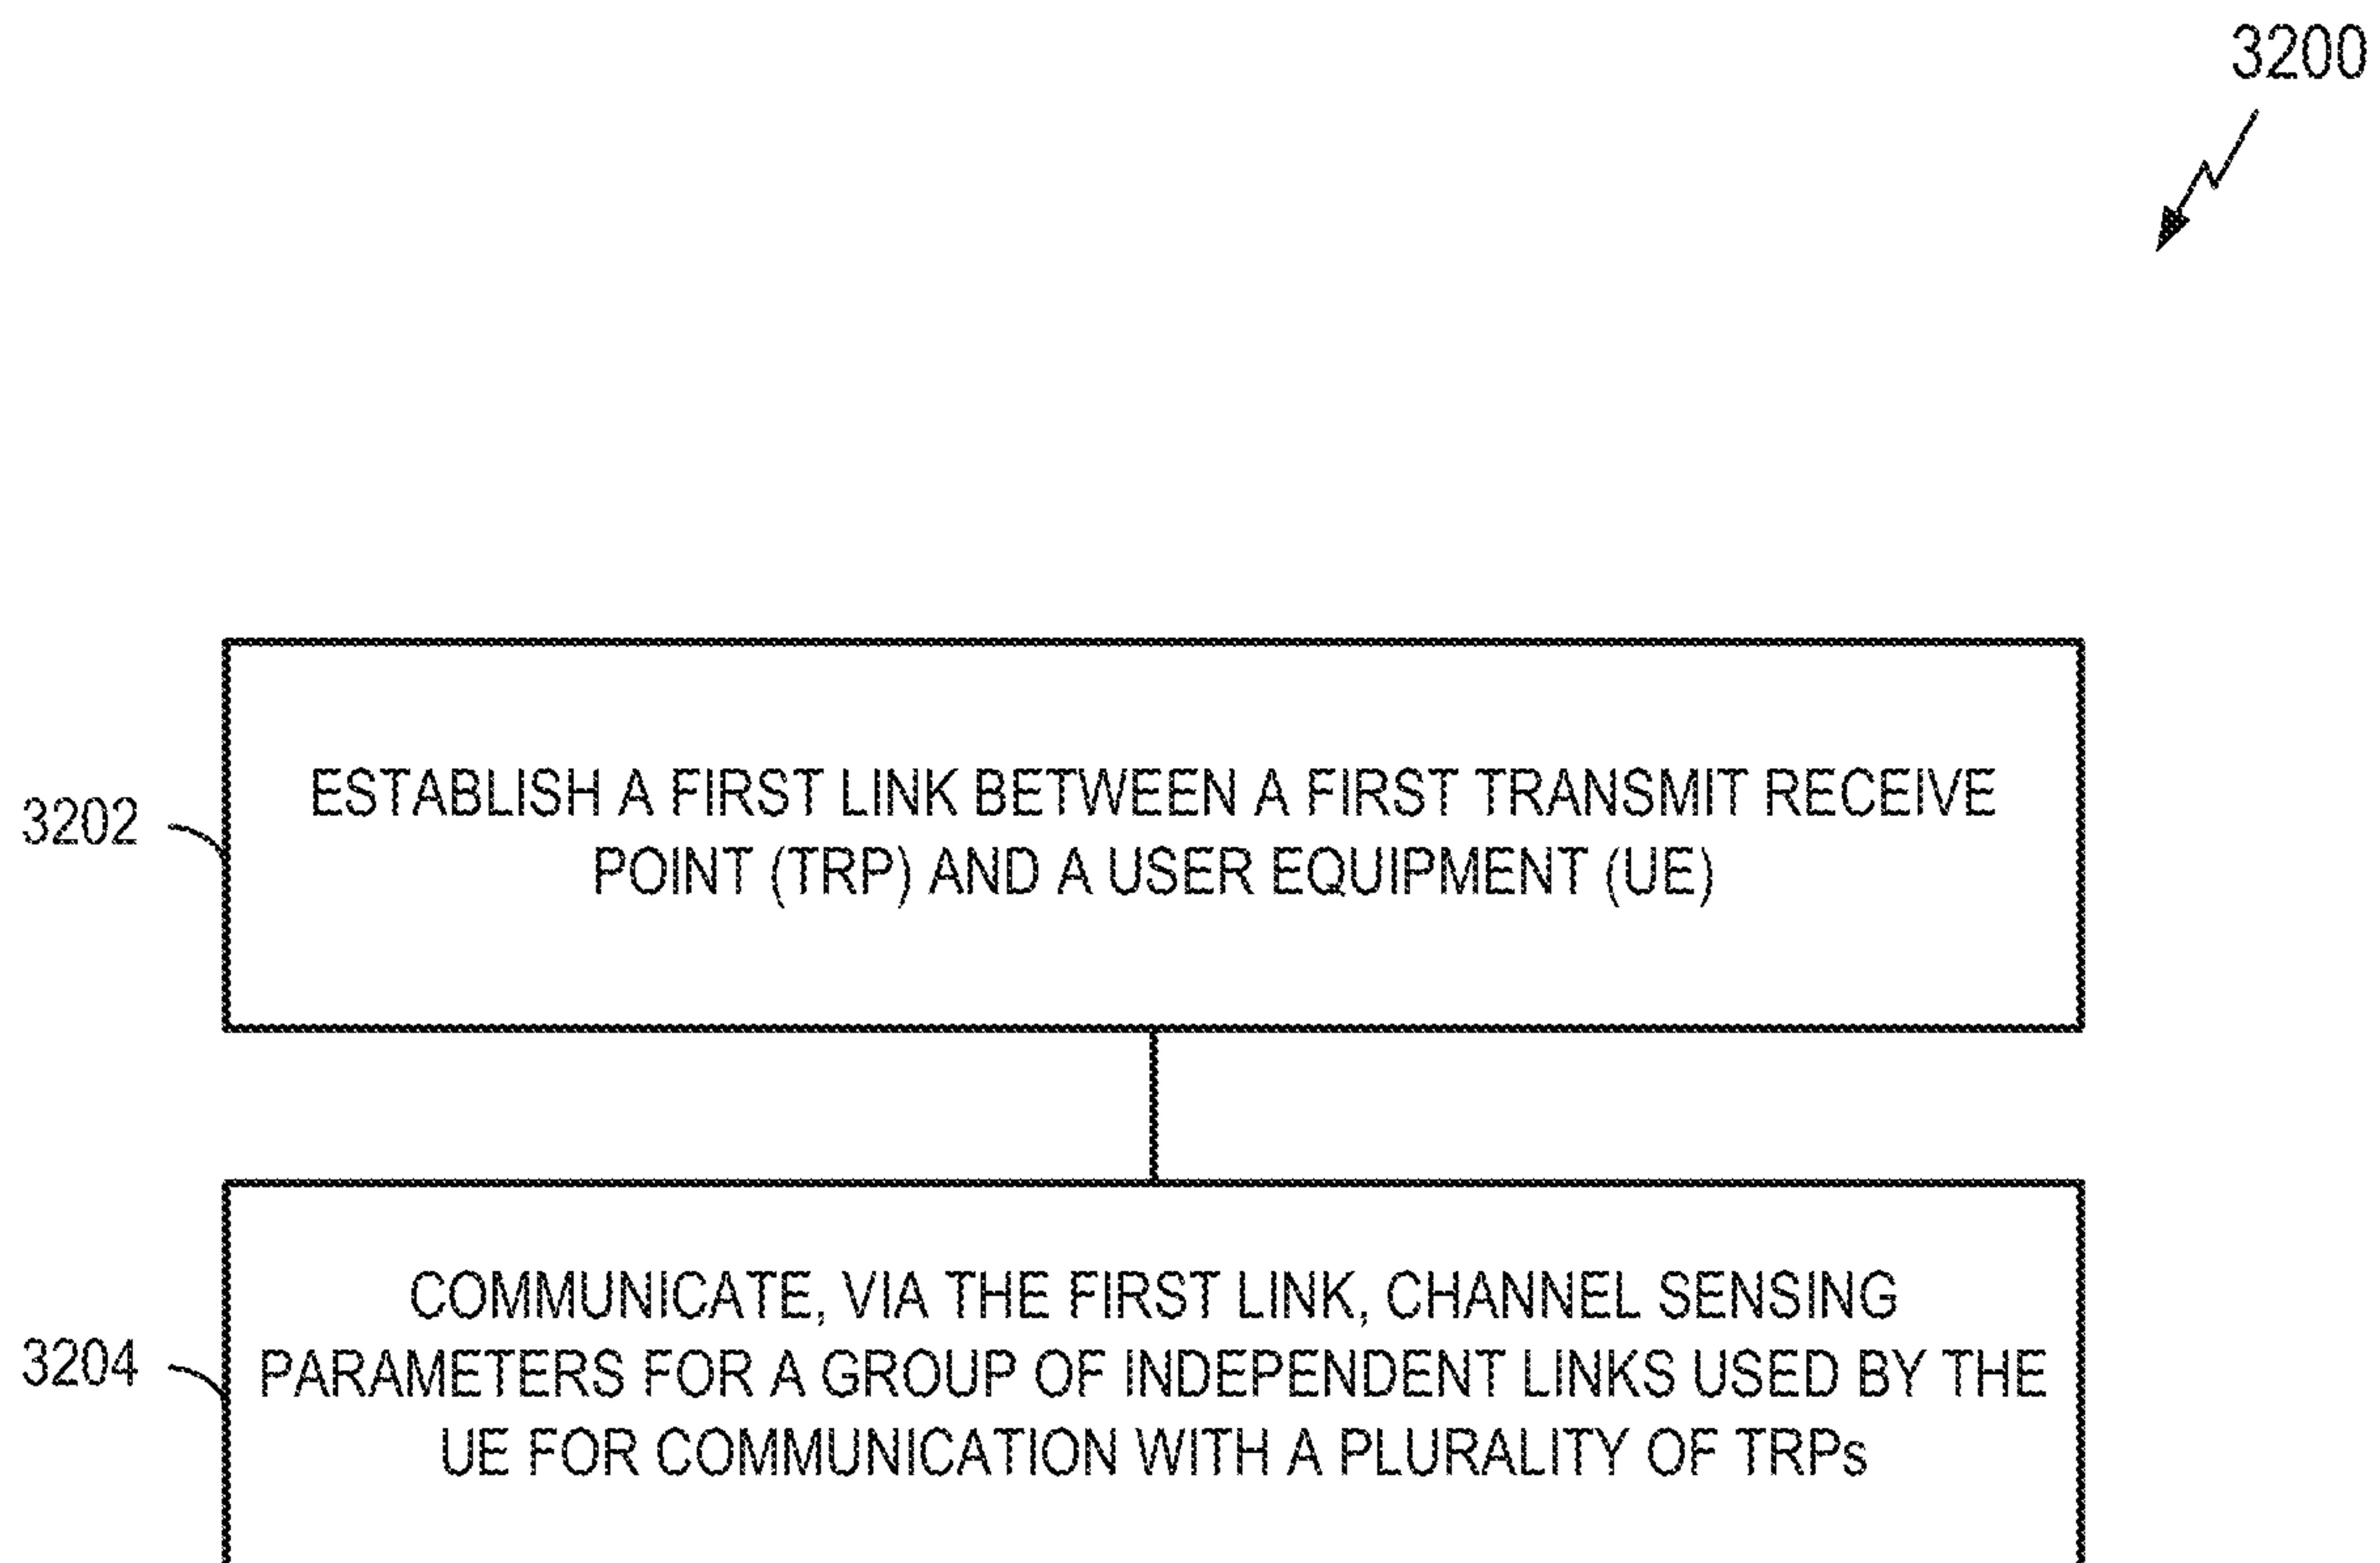 3200
3202
ESTABLISH A FIRST LINK BETWEEN A FIRST TRANSMIT RECEIVE
POINT (TRP) AND A USER EQUIPMENT (UE)
3204
COMMUNICATE, VIA THE FIRST LINK, CHANNEL SENSING
PARAMETERS FOR A GROUP OF INDEPENDENT LINKS USED BY THE
UE FOR COMMUNICATION WITH A PLURALITY OF TRPs